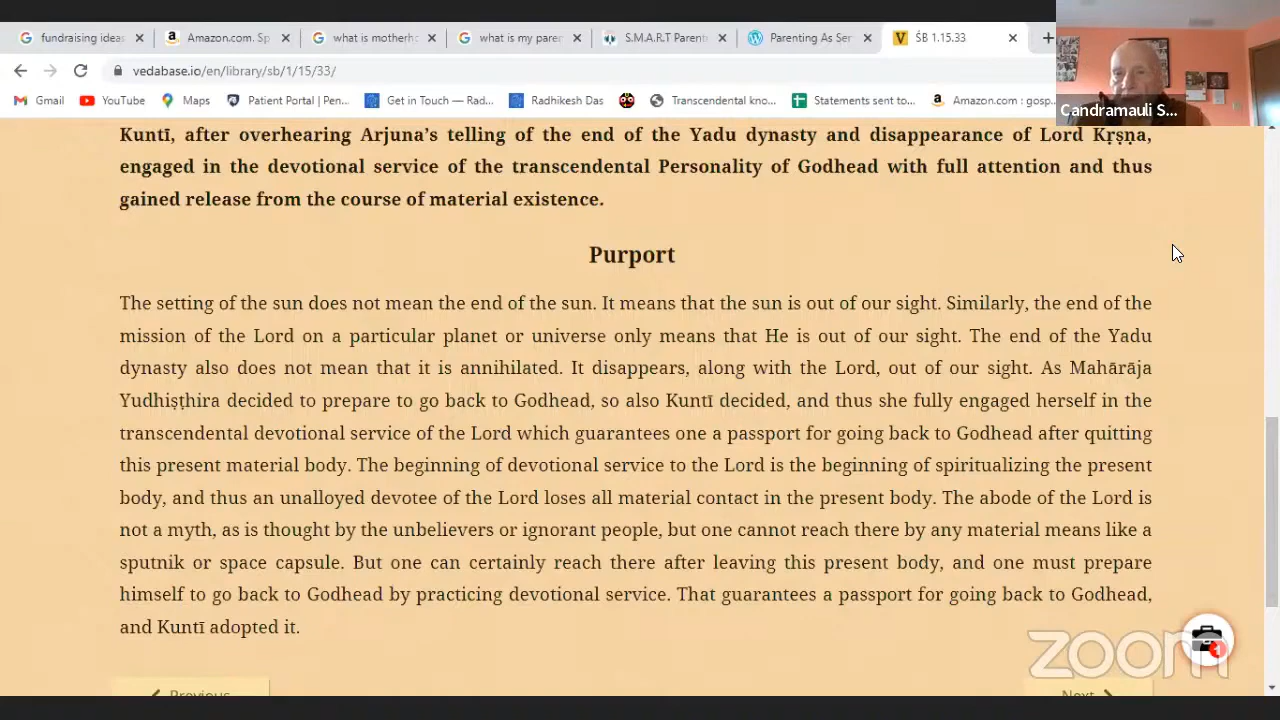 fundraising ideas
Amazon.com. Sp
what is motherh
what is my parer
S.M.A.R.T Parent
Parenting As Ser
ŚB 1.15.33
vedabase.io/en/library/sb/1/15/33/
Gmail
YouTube
Maps
Patient Portal | Pen...
Get in Touch — Rad...
Radhikesh Das
Transcendental kno...
Statements sent to...
Amazon.com : gosp...
Candramauli S...
Kuntī, after overhearing Arjuna’s telling of the end of the Yadu dynasty and disappearance of Lord Kṛṣṇa,
engaged in the devotional service of the transcendental Personality of Godhead with full attention and thus
gained release from the course of material existence.
Purport
The setting of the sun does not mean the end of the sun. It means that the sun is out of our sight. Similarly, the end of the
mission of the Lord on a particular planet or universe only means that He is out of our sight. The end of the Yadu
dynasty also does not mean that it is annihilated. It disappears, along with the Lord, out of our sight. As Mahārāja
Yudhiṣṭhira decided to prepare to go back to Godhead, so also Kuntī decided, and thus she fully engaged herself in the
transcendental devotional service of the Lord which guarantees one a passport for going back to Godhead after quitting
this present material body. The beginning of devotional service to the Lord is the beginning of spiritualizing the present
body, and thus an unalloyed devotee of the Lord loses all material contact in the present body. The abode of the Lord is
not a myth, as is thought by the unbelievers or ignorant people, but one cannot reach there by any material means like a
sputnik or space capsule. But one can certainly reach there after leaving this present body, and one must prepare
himself to go back to Godhead by practicing devotional service. That guarantees a passport for going back to Godhead,
and Kuntī adopted it.
1
zoom
Previous
Next